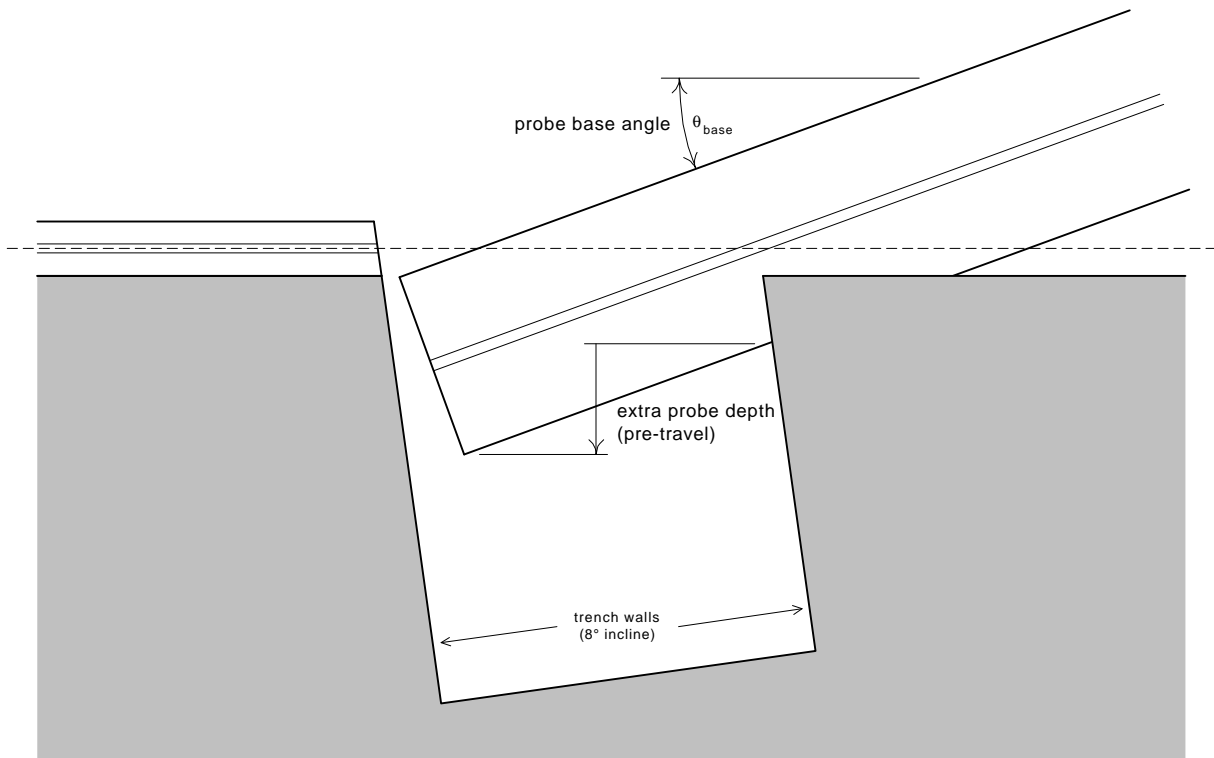 probe base angle θbase
extra probe depth
(pre-travel)
trench walls
(8° incline)